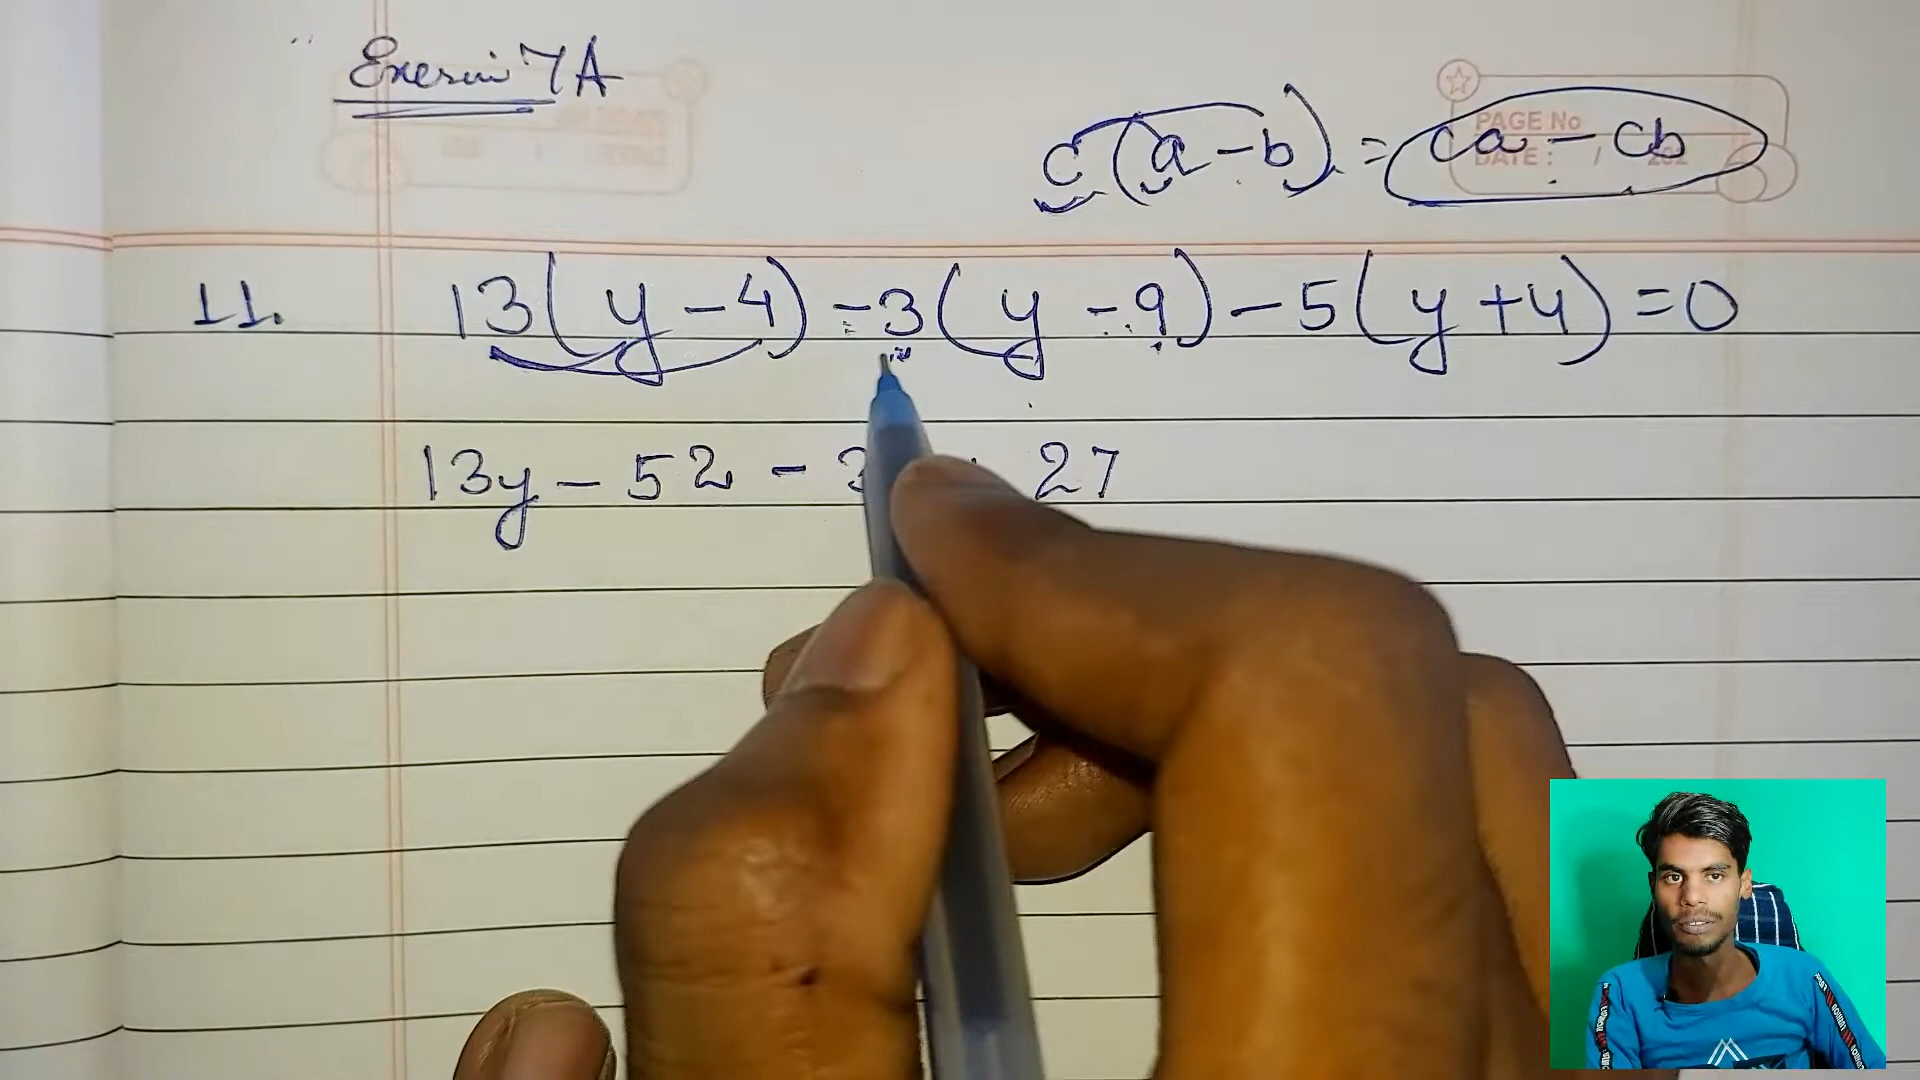 Exercise 7A
c(a-b) = ca - cb
PAGE No
DATE: /
11. 13(y-4) -3(y-9) -5(y+4) =0
13y - 52 - 3 27